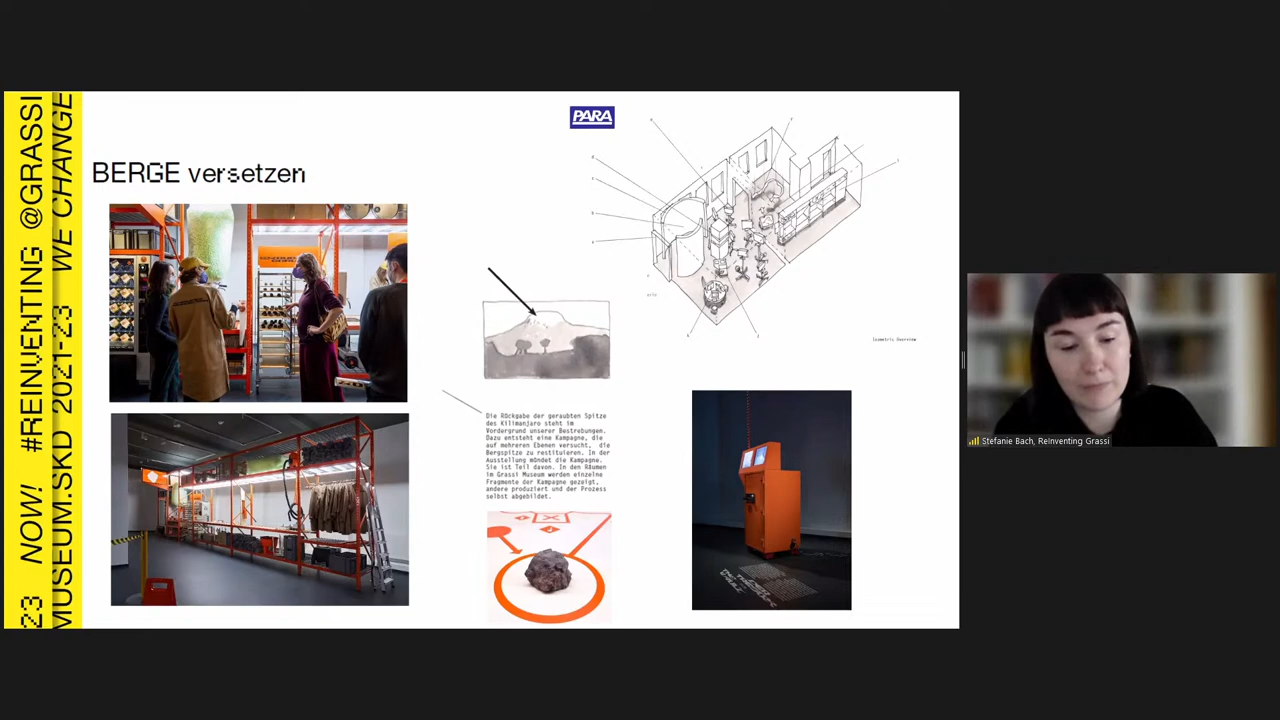 23 NOW! #REINVENTING @GRASSI
MUSEUM.SKD 2021-23 WE CHANGE
BERGE versetzen
PARA
Isometric Overview
Die Rückgabe der geraubten Spitze
des Kilimanjaro steht im
Vordergrund unserer Bestrebungen.
Dazu entsteht eine Kampagne, die
auf mehreren Ebenen versucht, die
Bergspitze zu restituieren. In der
Ausstellung mündet die Kampagne.
Sie ist Teil davon. In den Räumen
im Grassi Museum werden einzelne
Fragmente der Kampagne gezeigt,
andere produziert und der Prozess
selbst abgebildet.
Stefanie Bach, Reinventing Grassi